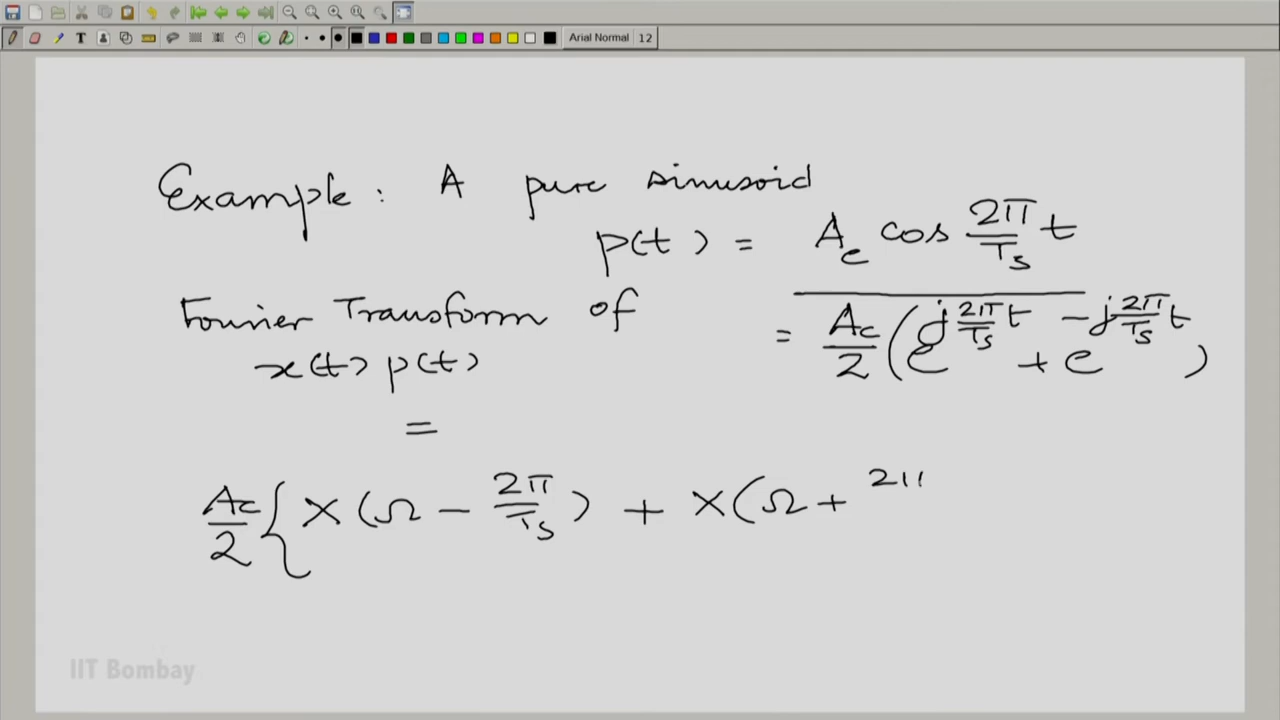 Arial Normal 12
Example: A pure sinusoid
p(t) = A_c cos 2π/T_s t
Fourier Transform of
x(t) p(t)
= A_c/2 (e^{j 2π/T_s t} + e^{-j 2π/T_s t})
=
A_c/2 { X(Ω - 2π/T_s) + X(Ω + 2π
IIT Bombay